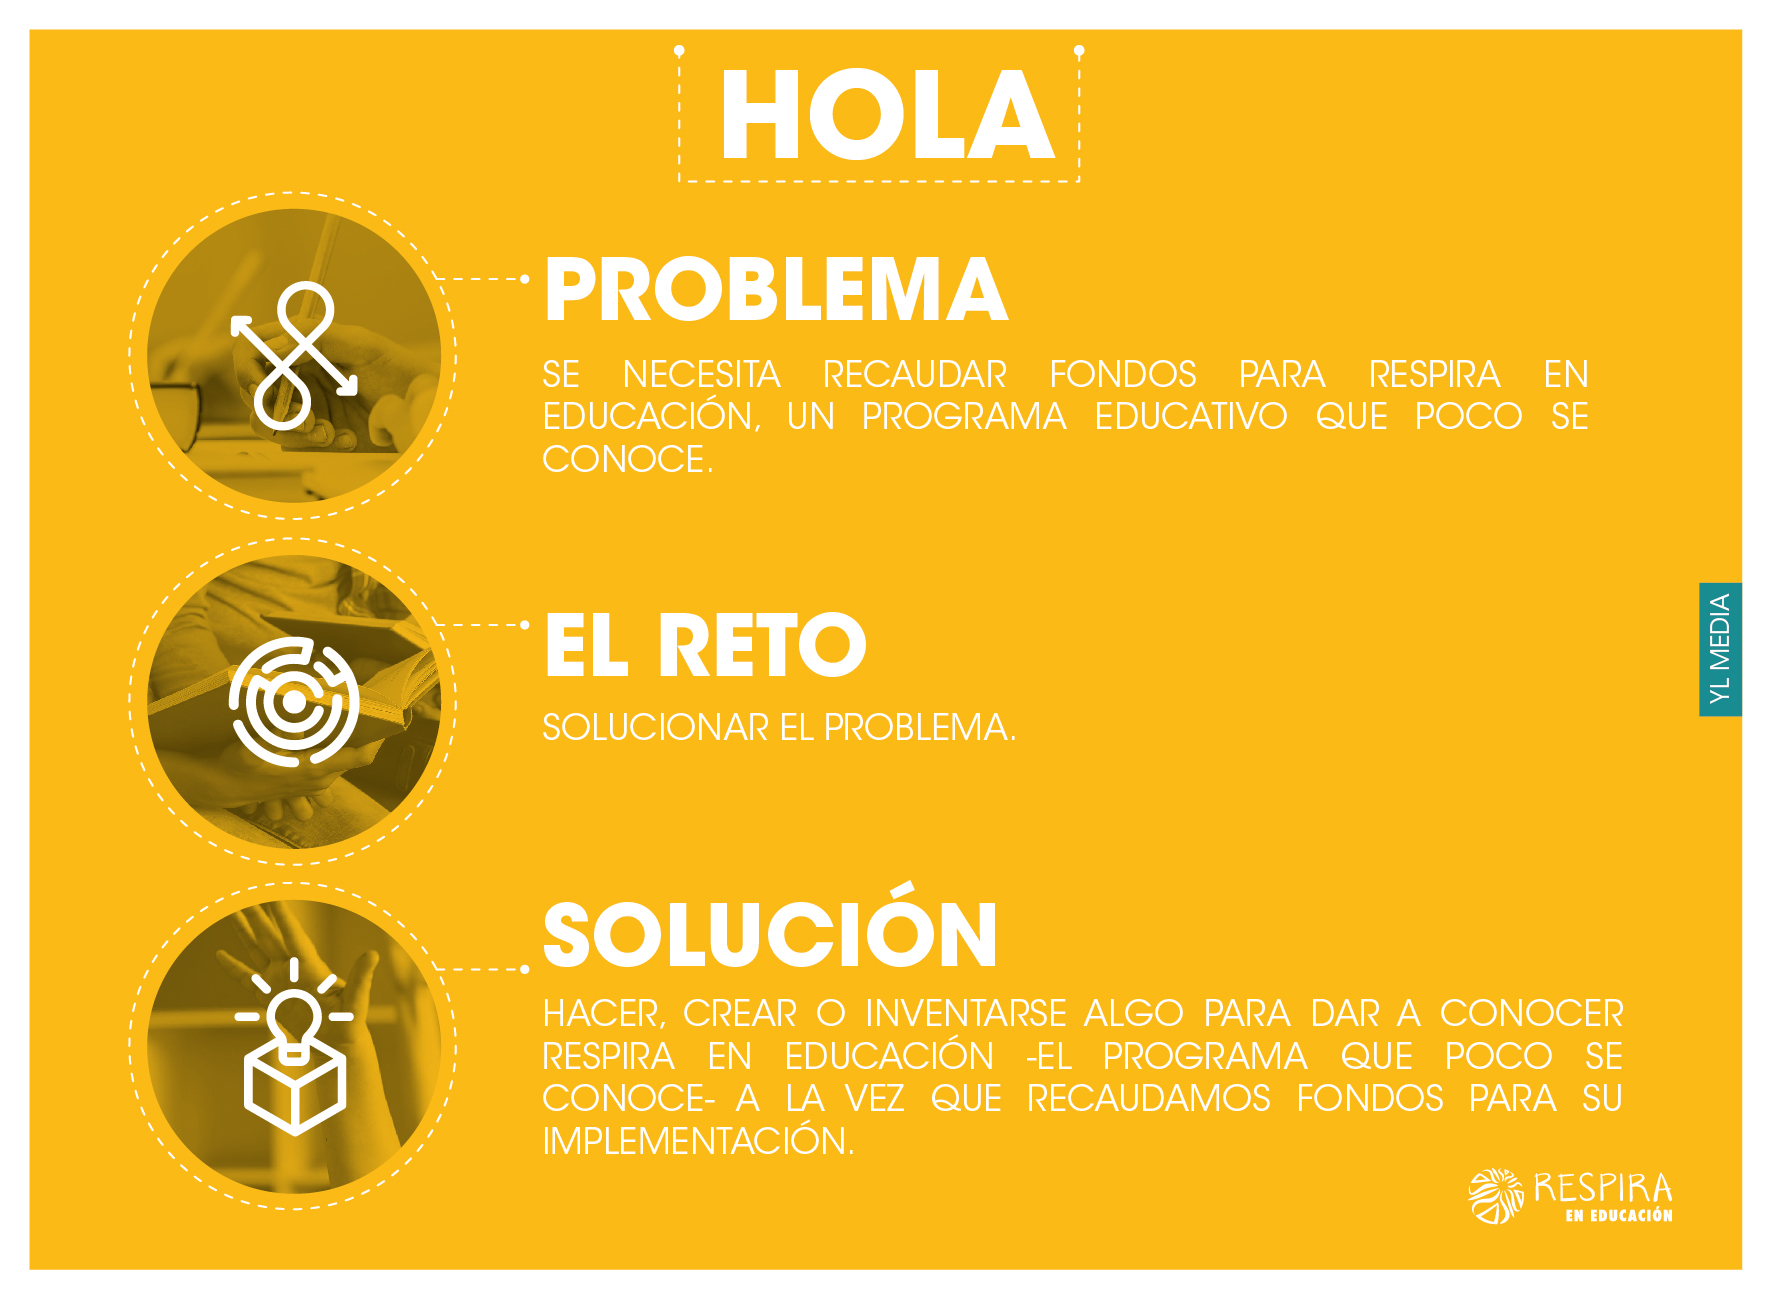 HOLA
PROBLEMA
SE NECESITA RECAUDAR FONDOS PARA RESPIRA EN
EDUCACIÓN, UN PROGRAMA EDUCATIVO QUE POCO SE
CONOCE.
EL RETO
SOLUCIONAR EL PROBLEMA.
YL MEDIA
SOLUCIÓN
HACER, CREAR O INVENTARSE ALGO PARA DAR A CONOCER
RESPIRA EN EDUCACIÓN -EL PROGRAMA QUE POCO SE
CONOCE- A LA VEZ QUE RECAUDAMOS FONDOS PARA SU
IMPLEMENTACIÓN.
RESPIRA
EN EDUCACIÓN